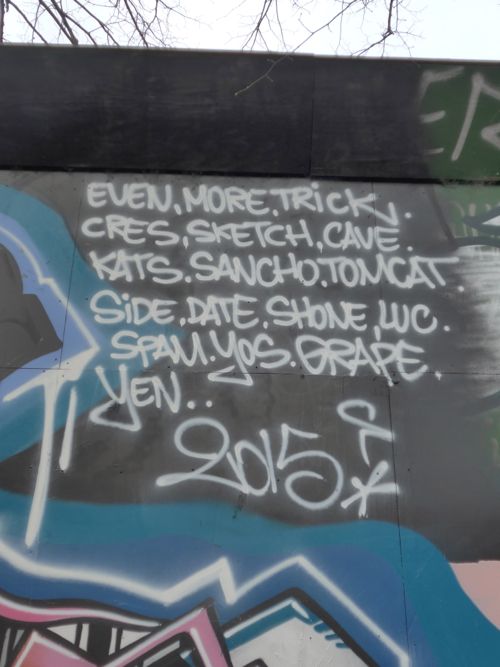 EVEN, MORE. TRiCK.
CRES, SKETCH, CAVE.
KATS. SANCHO. TOMCAT.
SiDE, DATE. SHONE, LUC.
SPAM. YOS. GRAPE.
YEN..
2015